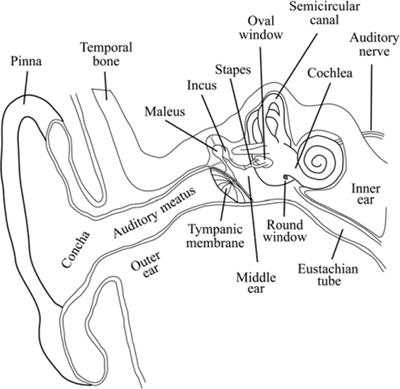 Semicircular
canal
Oval
window
Auditory
nerve
Temporal
bone
Stapes
Pinna
Incus
Cochlea
Maleus
Auditory meatus
Inner
ear
Concha
Tympanic
membrane
Round
window
Outer
ear
Middle
ear
Eustachian
tube